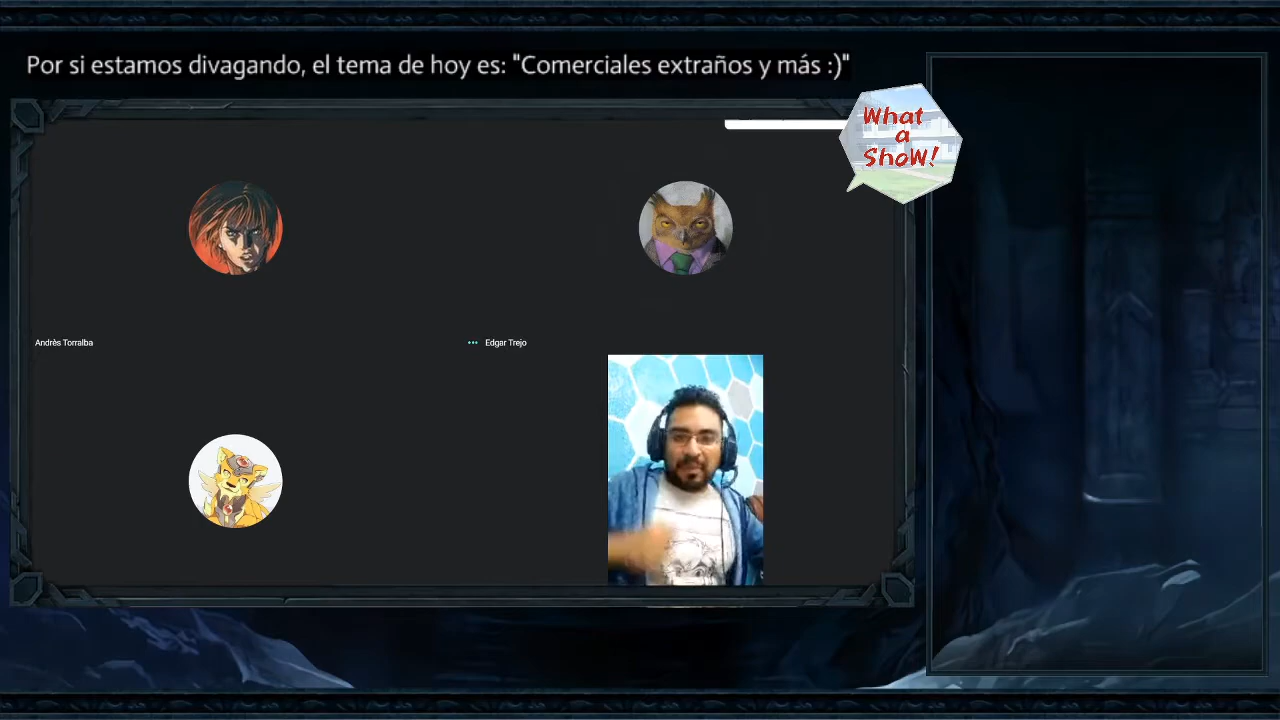 Por si estamos divagando, el tema de hoy es: "Comerciales extraños y más :)"
What
a
ShoW!
Andrès Torralba
Edgar Trejo